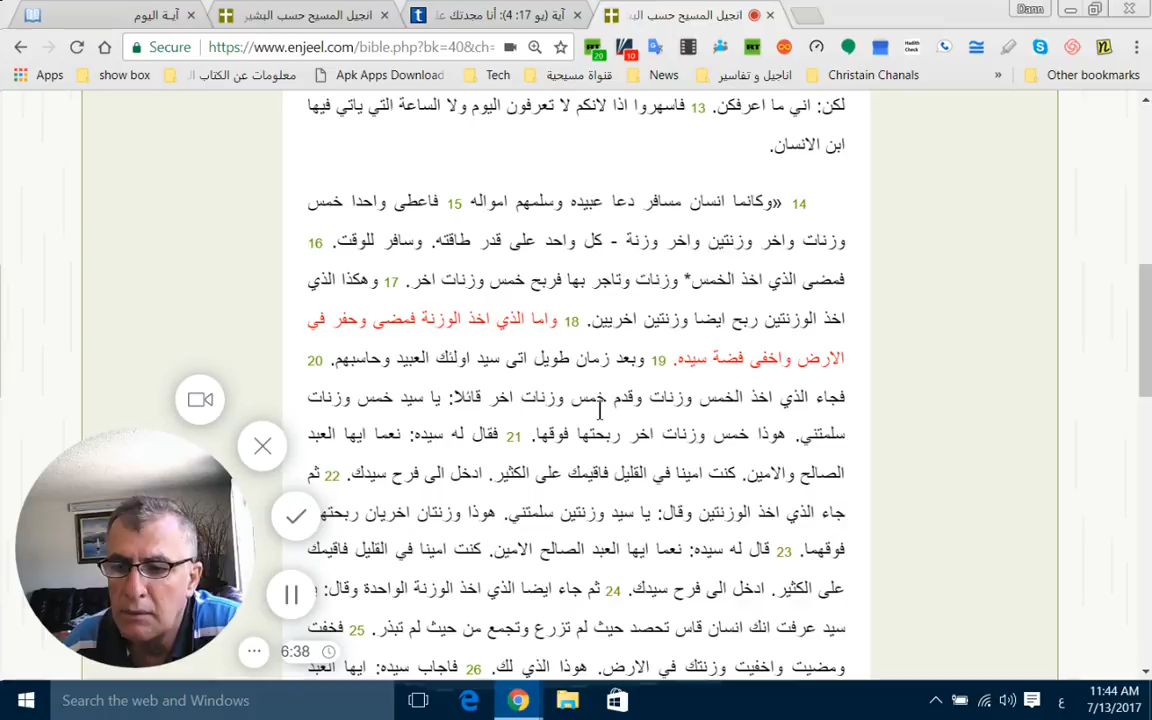 Dann
انجيل المسيح حسب الب
آية (يو 17: 4): أنا مجدتك عل
انجيل المسيح حسب البشير
آيـة اليوم
Secure
https://www.enjeel.com/bible.php?bk=40&ch=
20
10
Hadith Check
Apps
show box
معلومات عن الكتاب ال
Apk Apps Download
Tech
قنواة مسيحية
News
اناجيل و تفاسير
Christain Chanals
»
Other bookmarks
لكن: اني ما اعرفكن. 13 فاسهروا اذا لانكم لا تعرفون اليوم ولا الساعة التي ياتي فيها
ابن الانسان.
14 «وكانما انسان مسافر دعا عبيده وسلمهم امواله 15 فاعطى واحدا خمس
وزنات واخر وزنتين واخر وزنة - كل واحد على قدر طاقته. وسافر للوقت. 16
فمضى الذي اخذ الخمس* وزنات وتاجر بها فربح خمس وزنات اخر. 17 وهكذا الذي
اخذ الوزنتين ربح ايضا وزنتين اخريين. 18 واما الذي اخذ الوزنة فمضى وحفر في
الارض واخفى فضة سيده. 19 وبعد زمان طويل اتى سيد اولئك العبيد وحاسبهم. 20
فجاء الذي اخذ الخمس وزنات وقدم خمس وزنات اخر قائلا: يا سيد خمس وزنات
سلمتني. هوذا خمس وزنات اخر ربحتها فوقها. 21 فقال له سيده: نعما ايها العبد
الصالح والامين. كنت امينا في القليل فاقيمك على الكثير. ادخل الى فرح سيدك. 22 ثم
جاء الذي اخذ الوزنتين وقال: يا سيد وزنتين سلمتني. هوذا وزنتان اخريان ربحته
فوقهما. 23 قال له سيده: نعما ايها العبد الصالح الامين. كنت امينا في القليل فاقيمك
على الكثير. ادخل الى فرح سيدك. 24 ثم جاء ايضا الذي اخذ الوزنة الواحدة وقال:
سيد عرفت انك انسان قاس تحصد حيث لم تزرع وتجمع من حيث لم تبذر. 25 فخفت
ومضيت واخفيت وزنتك في الارض. هوذا الذي لك. 26 فاجاب سيده: ايها العبد
6:38
Search the web and Windows
ع
11:44 AM
7/13/2017